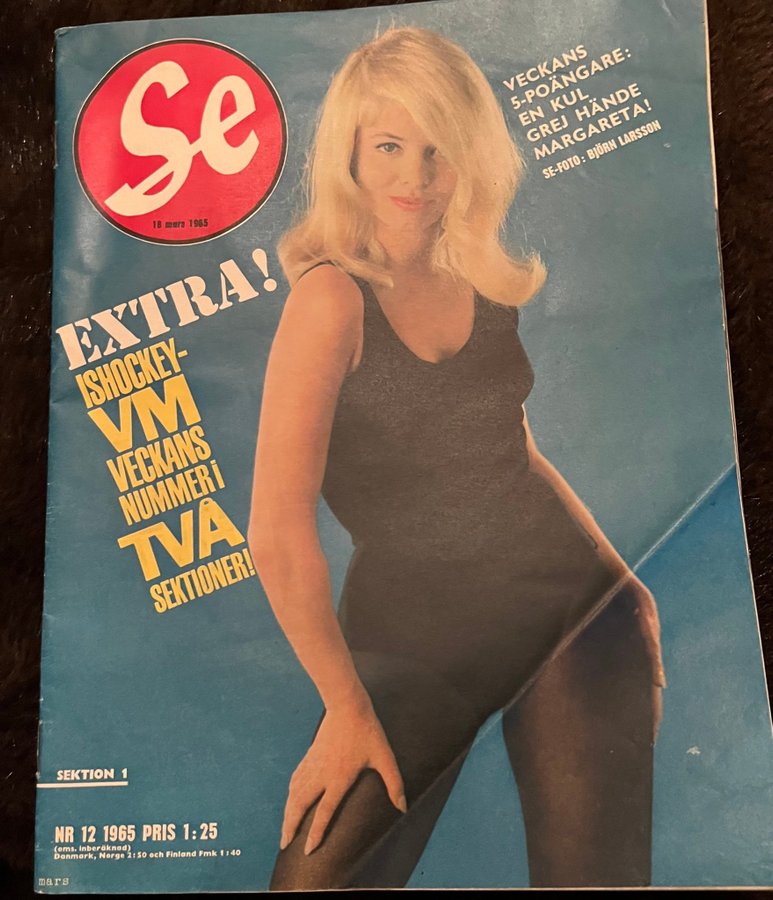 Se
18 mars 1965
VECKANS
5-POÄNGARE:
EN KUL
GREJ HÄNDE
MARGARETA!
SE-FOTO: BJÖRN LARSSON
EXTRA!
ISHOCKEY-
VM
VECKANS
NUMMER i
TVÅ
SEKTIONER!
SEKTION 1
NR 12 1965 PRIS 1:25
(oms. inberäknad)
Danmark, Norge 2:50 och Finland Fmk 1:40
mars